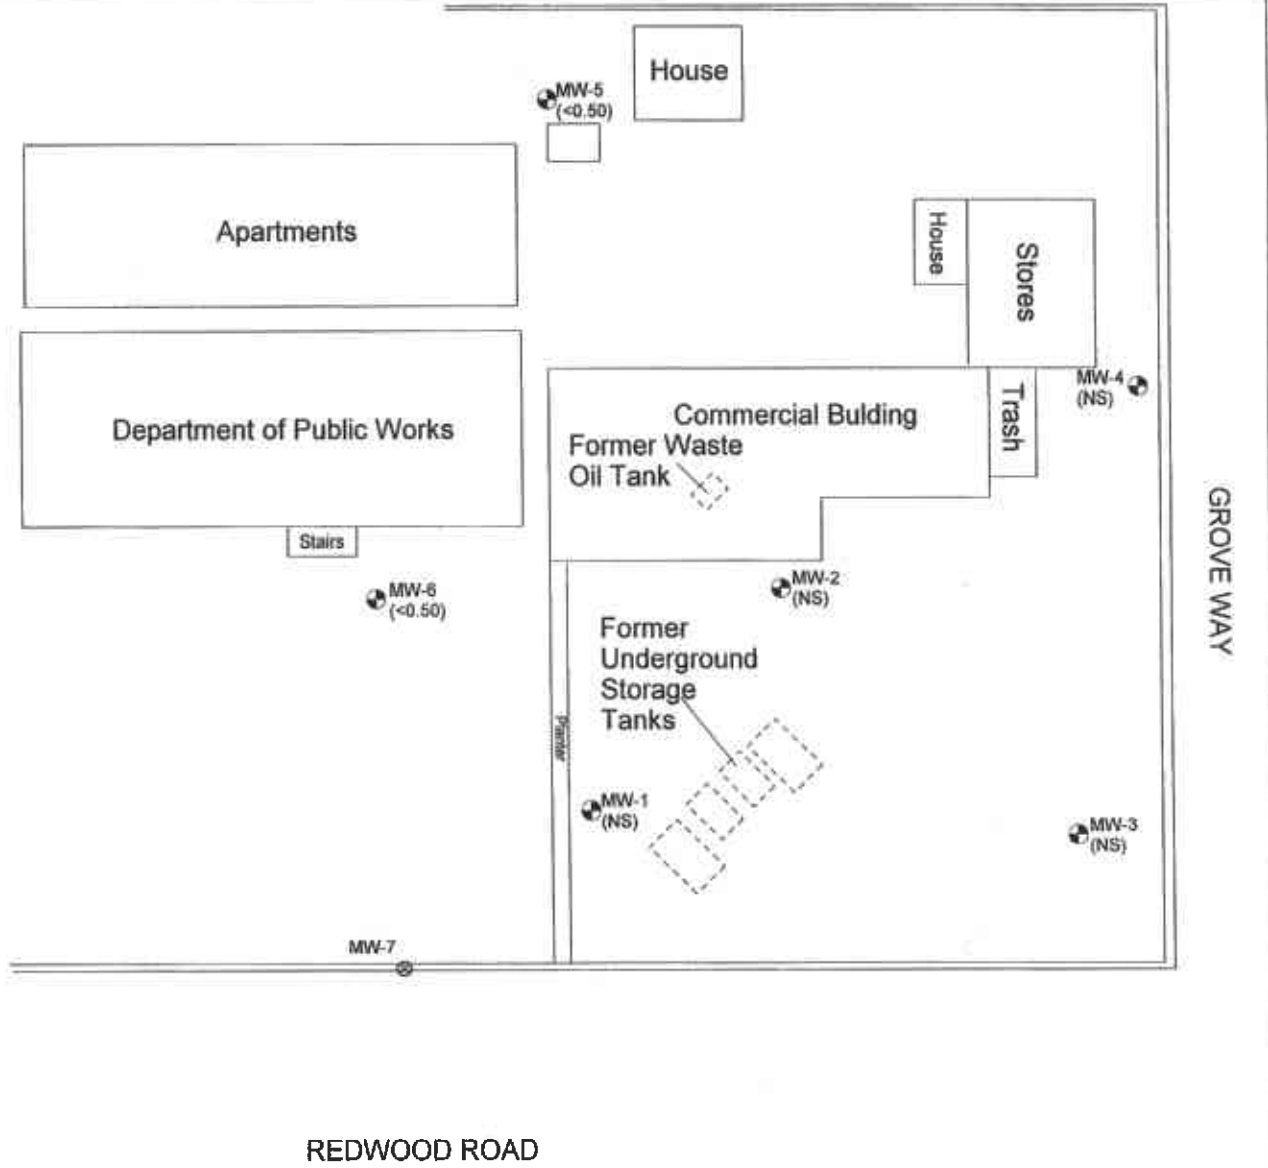 House
MW-5
(<0.50)
Apartments
House
Stores
MW-4
(NS)
Trash
Commercial Bulding
Former Waste
Oil Tank
Department of Public Works
Stairs
GROVE WAY
MW-6
(<0.50)
MW-2
(NS)
Former
Underground
Storage
Tanks
Planter
MW-1
(NS)
MW-3
(NS)
MW-7
REDWOOD ROAD